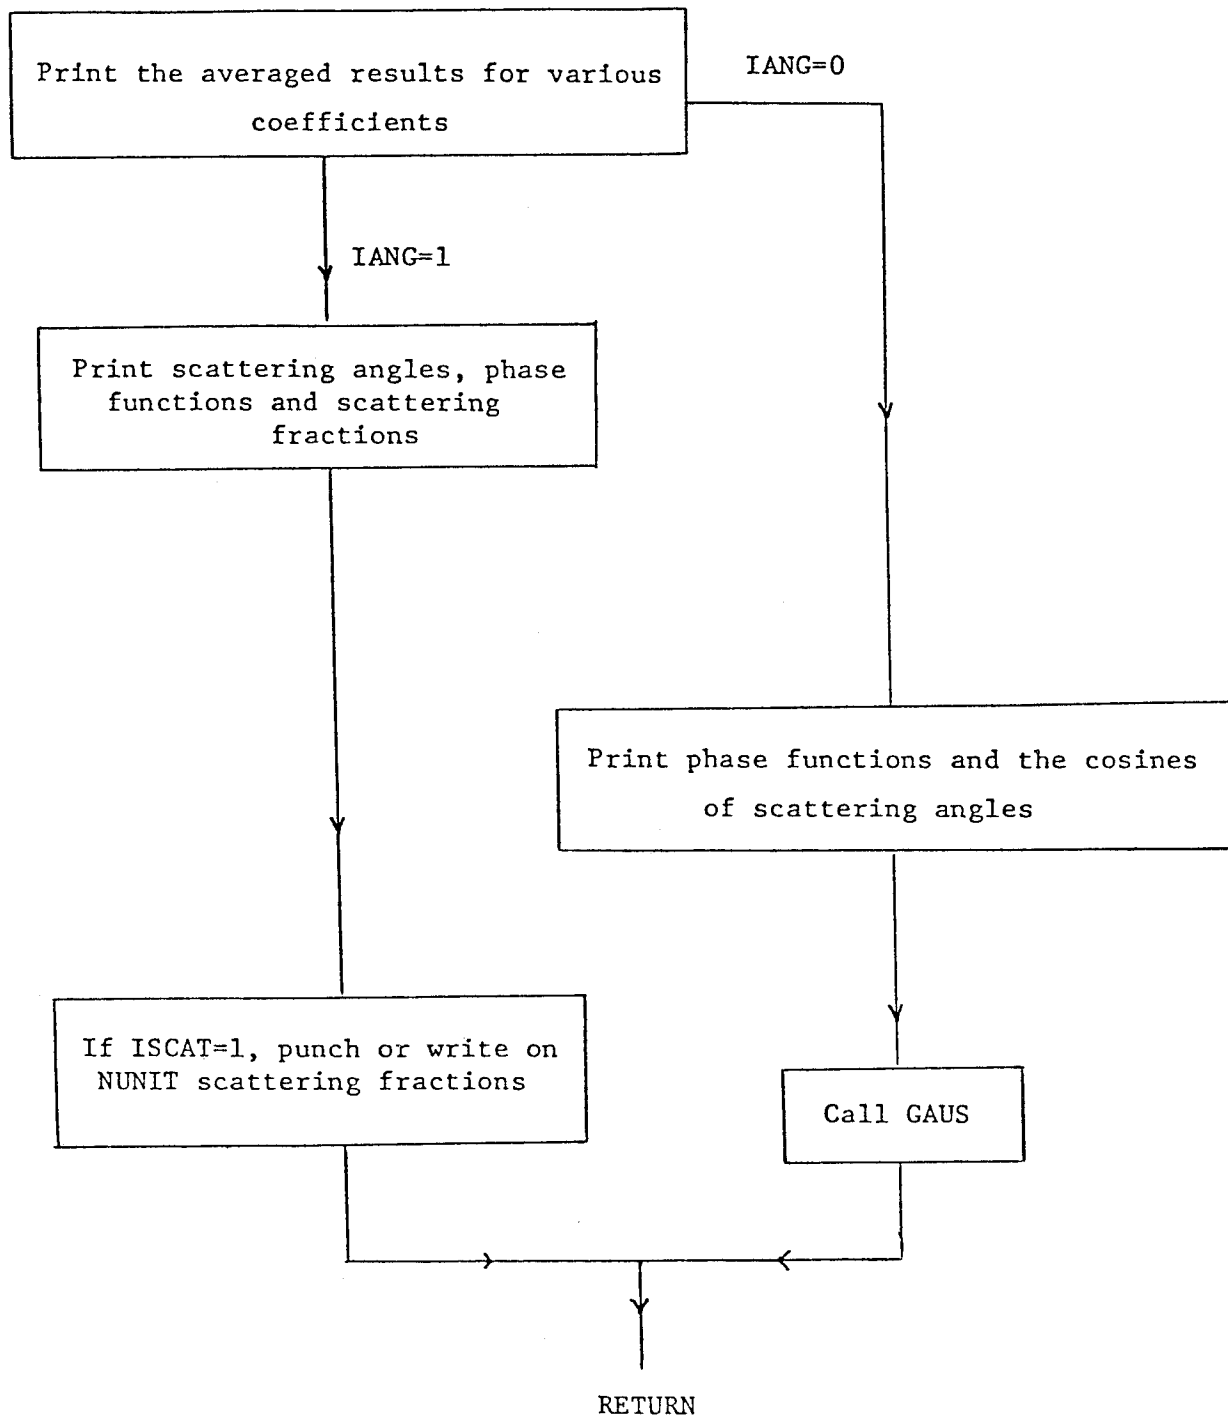 Print the averaged results for various
coefficients
IANG=0
IANG=1
Print scattering angles, phase
functions and scattering
fractions
Print phase functions and the cosines
of scattering angles
If ISCAT=1, punch or write on
NUNIT scattering fractions
Call GAUS
RETURN